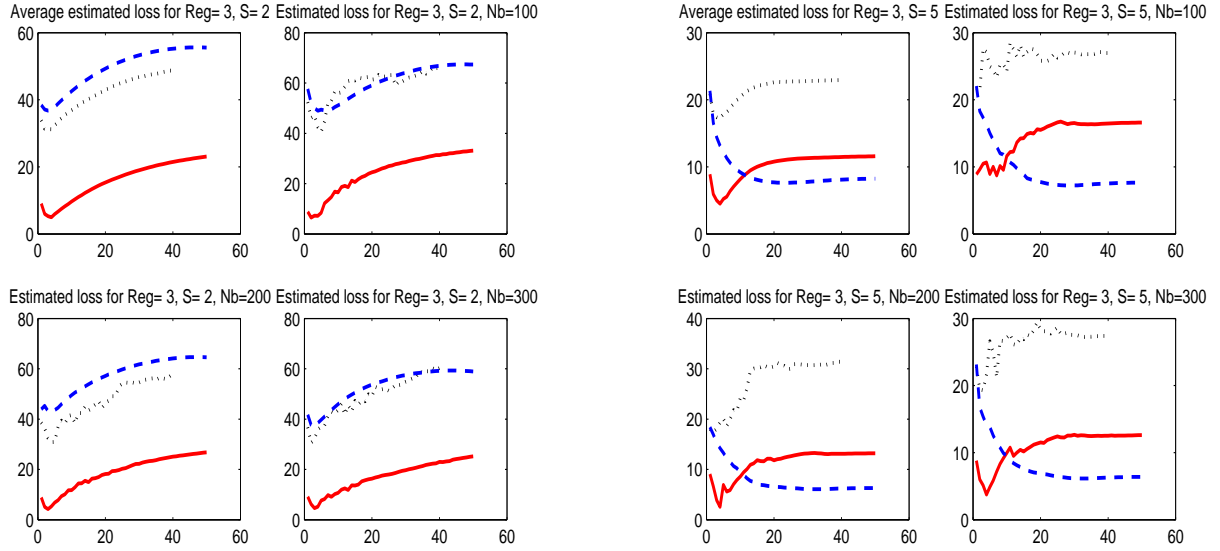 Average estimated loss for Reg= 3, S= 2
80
60
40
20
0
0 20 40 60
Estimated loss for Reg= 3, S= 2, Nb=100
80
60
40
20
0
0 20 40 60
Average estimated loss for Reg= 3, S= 5
30
20
10
0
0 20 40 60
Estimated loss for Reg= 3, S= 5, Nb=100
30
20
10
0
0 20 40 60
Estimated loss for Reg= 3, S= 2, Nb=200
80
60
40
20
0
0 20 40 60
Estimated loss for Reg= 3, S= 2, Nb=300
80
60
40
20
0
0 20 40 60
Estimated loss for Reg= 3, S= 5, Nb=200
40
30
20
10
0
0 20 40 60
Estimated loss for Reg= 3, S= 5, Nb=300
30
20
10
0
0 20 40 60